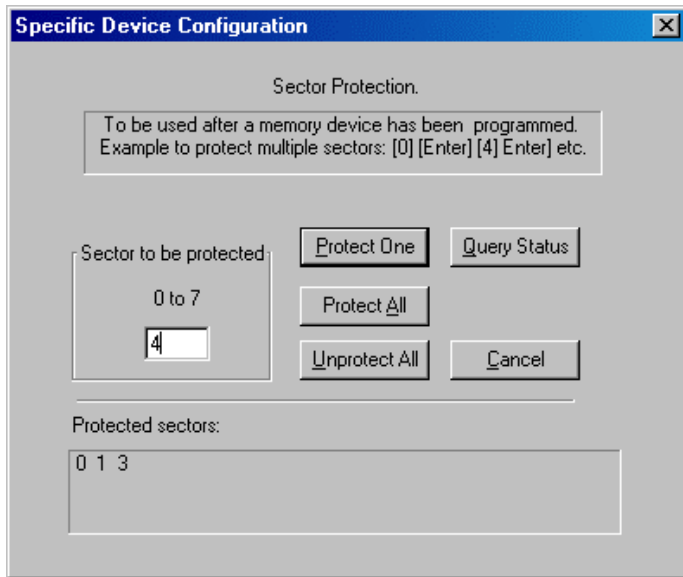 Specific Device Configuration
Sector Protection.
To be used after a memory device has been programmed.
Example to protect multiple sectors: [0] [Enter] [4] Enter] etc.
Sector to be protected
0 to 7
4
Protect One
Query Status
Protect All
Unprotect All
Cancel
Protected sectors:
0 1 3